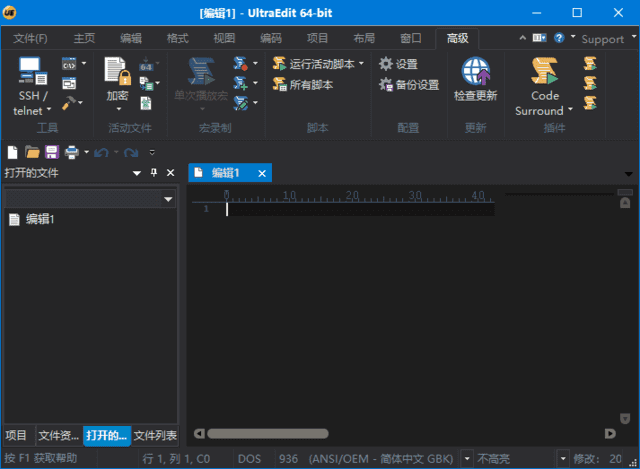 [编辑1] - UltraEdit 64-bit
文件(F) 主页 编辑 格式 视图 编码 项目 布局 窗口 高级 Support
SSH / telnet 加密 单次播放宏 运行活动脚本 所有脚本 设置 备份设置 检查更新 Code Surround
工具 活动文件 宏录制 脚本 配置 更新 插件
打开的文件 编辑1
0 10 20 30 40
1
编辑1
项目 文件资... 打开的... 文件列表
按 F1 获取帮助 行 1, 列 1, C0 DOS 936 (ANSI/OEM - 简体中文 GBK) 不高亮 修改: 20